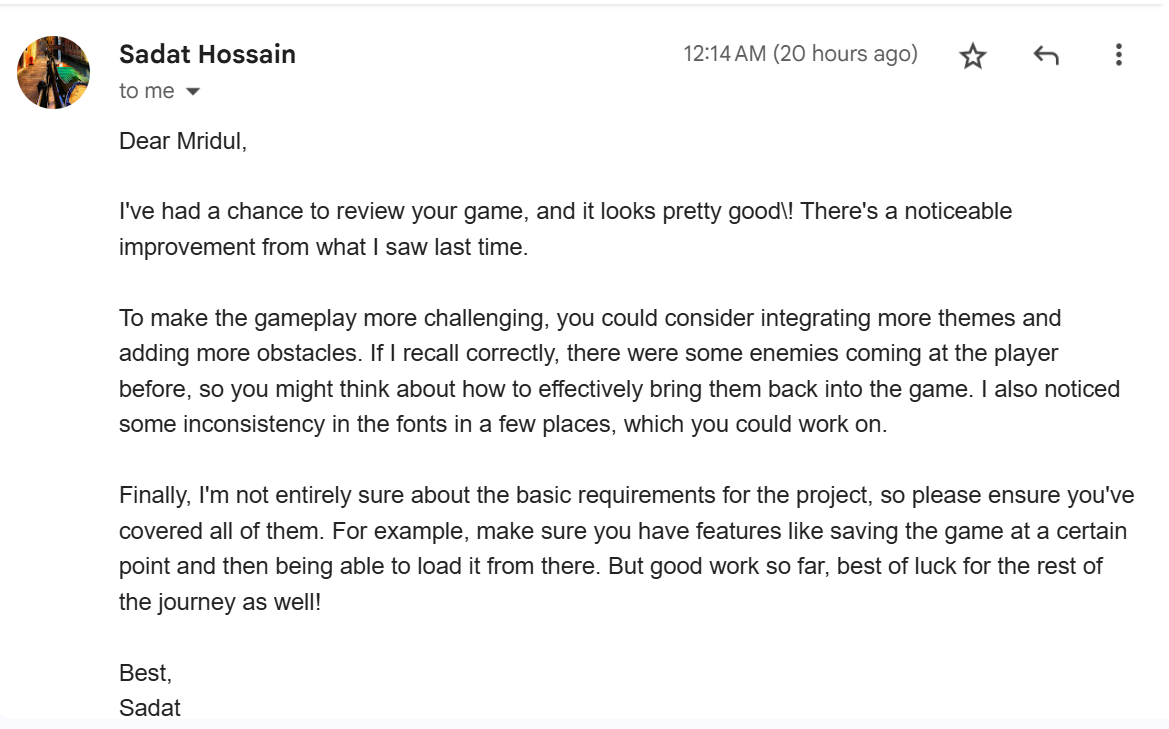 Sadat Hossain
12:14 AM (20 hours ago)
to me
Dear Mridul,
I've had a chance to review your game, and it looks pretty good\! There's a noticeable
improvement from what I saw last time.
To make the gameplay more challenging, you could consider integrating more themes and
adding more obstacles. If I recall correctly, there were some enemies coming at the player
before, so you might think about how to effectively bring them back into the game. I also noticed
some inconsistency in the fonts in a few places, which you could work on.
Finally, I'm not entirely sure about the basic requirements for the project, so please ensure you've
covered all of them. For example, make sure you have features like saving the game at a certain
point and then being able to load it from there. But good work so far, best of luck for the rest of
the journey as well!
Best,
Sadat